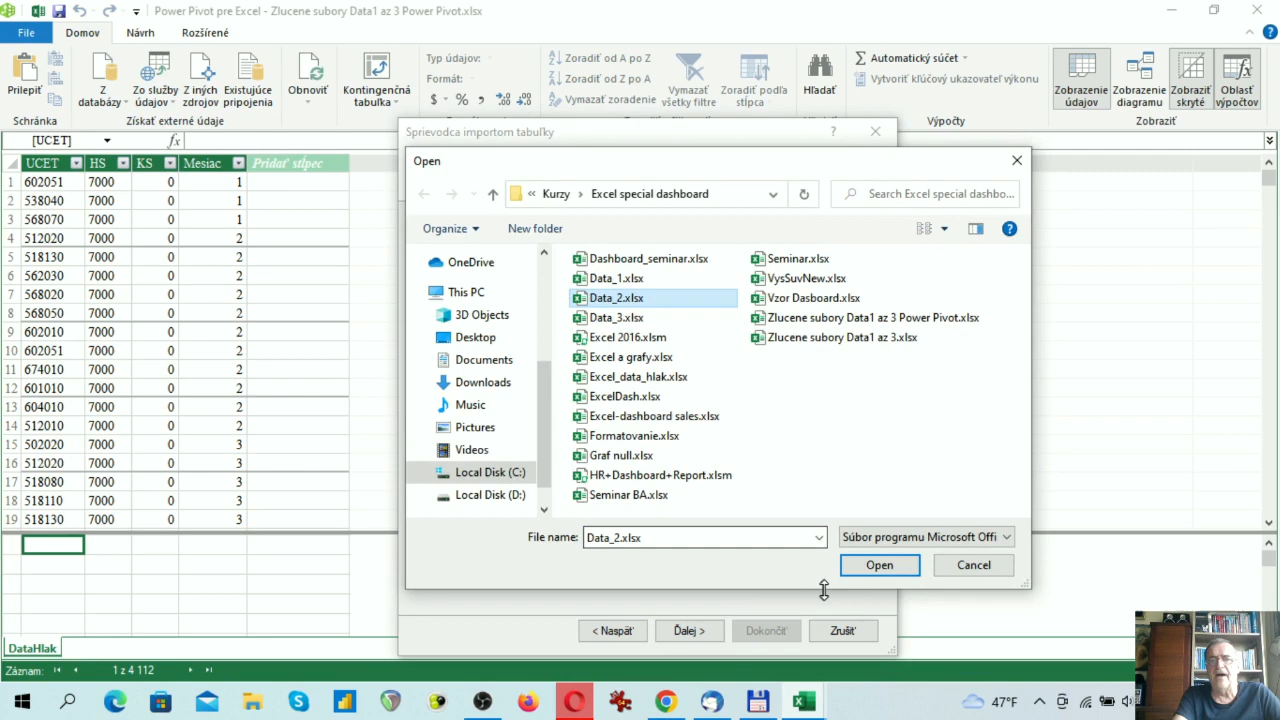 Power Pivot pre Excel - Zlucene subory Data1 az 3 Power Pivot.xlsx
File Domov Návrh Rozšírené
Prilepiť
Z databázy
Zo služby údajov
Z iných zdrojov
Existujúce pripojenia
Obnoviť
Kontingenčná tabuľka
Typ údajov:
Formát:
$ % 
Zoradiť od A po Z
Zoradiť od Z po A
Vymazať zoradenie
Vymazať všetky filtre
Zoradiť podľa stĺpca
Hľadať
Automatický súčet
Vytvoriť kľúčový ukazovateľ výkonu
Zobrazenie údajov
Zobrazenie diagramu
Zobraziť skryté
Oblasť výpočtov
Schránka
Získať externé údaje
Výpočty
Zobraziť
[UCET] fx
UCET HS KS Mesiac Pridať stĺpec
1 602051 7000 0 1
2 538040 7000 0 1
3 568070 7000 0 1
4 512020 7000 0 2
5 518130 7000 0 2
6 562030 7000 0 2
7 568020 7000 0 2
8 568050 7000 0 2
9 602010 7000 0 2
10 602051 7000 0 2
11 674010 7000 0 2
12 601010 7000 0 2
13 604010 7000 0 2
14 512010 7000 0 2
15 502020 7000 0 3
16 512020 7000 0 3
17 518080 7000 0 3
18 518110 7000 0 3
19 518130 7000 0 3
DataHlak
Záznam: 1 z 4 112
Sprievodca importom tabuľky ?
Open
« Kurzy › Excel special dashboard
Search Excel special dashbo...
Organize New folder
OneDrive
This PC
3D Objects
Desktop
Documents
Downloads
Music
Pictures
Videos
Local Disk (C:)
Local Disk (D:)
Dashboard_seminar.xlsx
Data_1.xlsx
Data_2.xlsx
Data_3.xlsx
Excel 2016.xlsm
Excel a grafy.xlsx
Excel_data_hlak.xlsx
ExcelDash.xlsx
Excel-dashboard sales.xlsx
Formatovanie.xlsx
Graf null.xlsx
HR+Dashboard+Report.xlsm
Seminar BA.xlsx
Seminar.xlsx
VysSuvNew.xlsx
Vzor Dasboard.xlsx
Zlucene subory Data1 az 3 Power Pivot.xlsx
Zlucene subory Data1 az 3.xlsx
File name: Data_2.xlsx Súbor programu Microsoft Offi
Open Cancel
< Naspäť Ďalej > Dokončiť Zrušiť
47°F